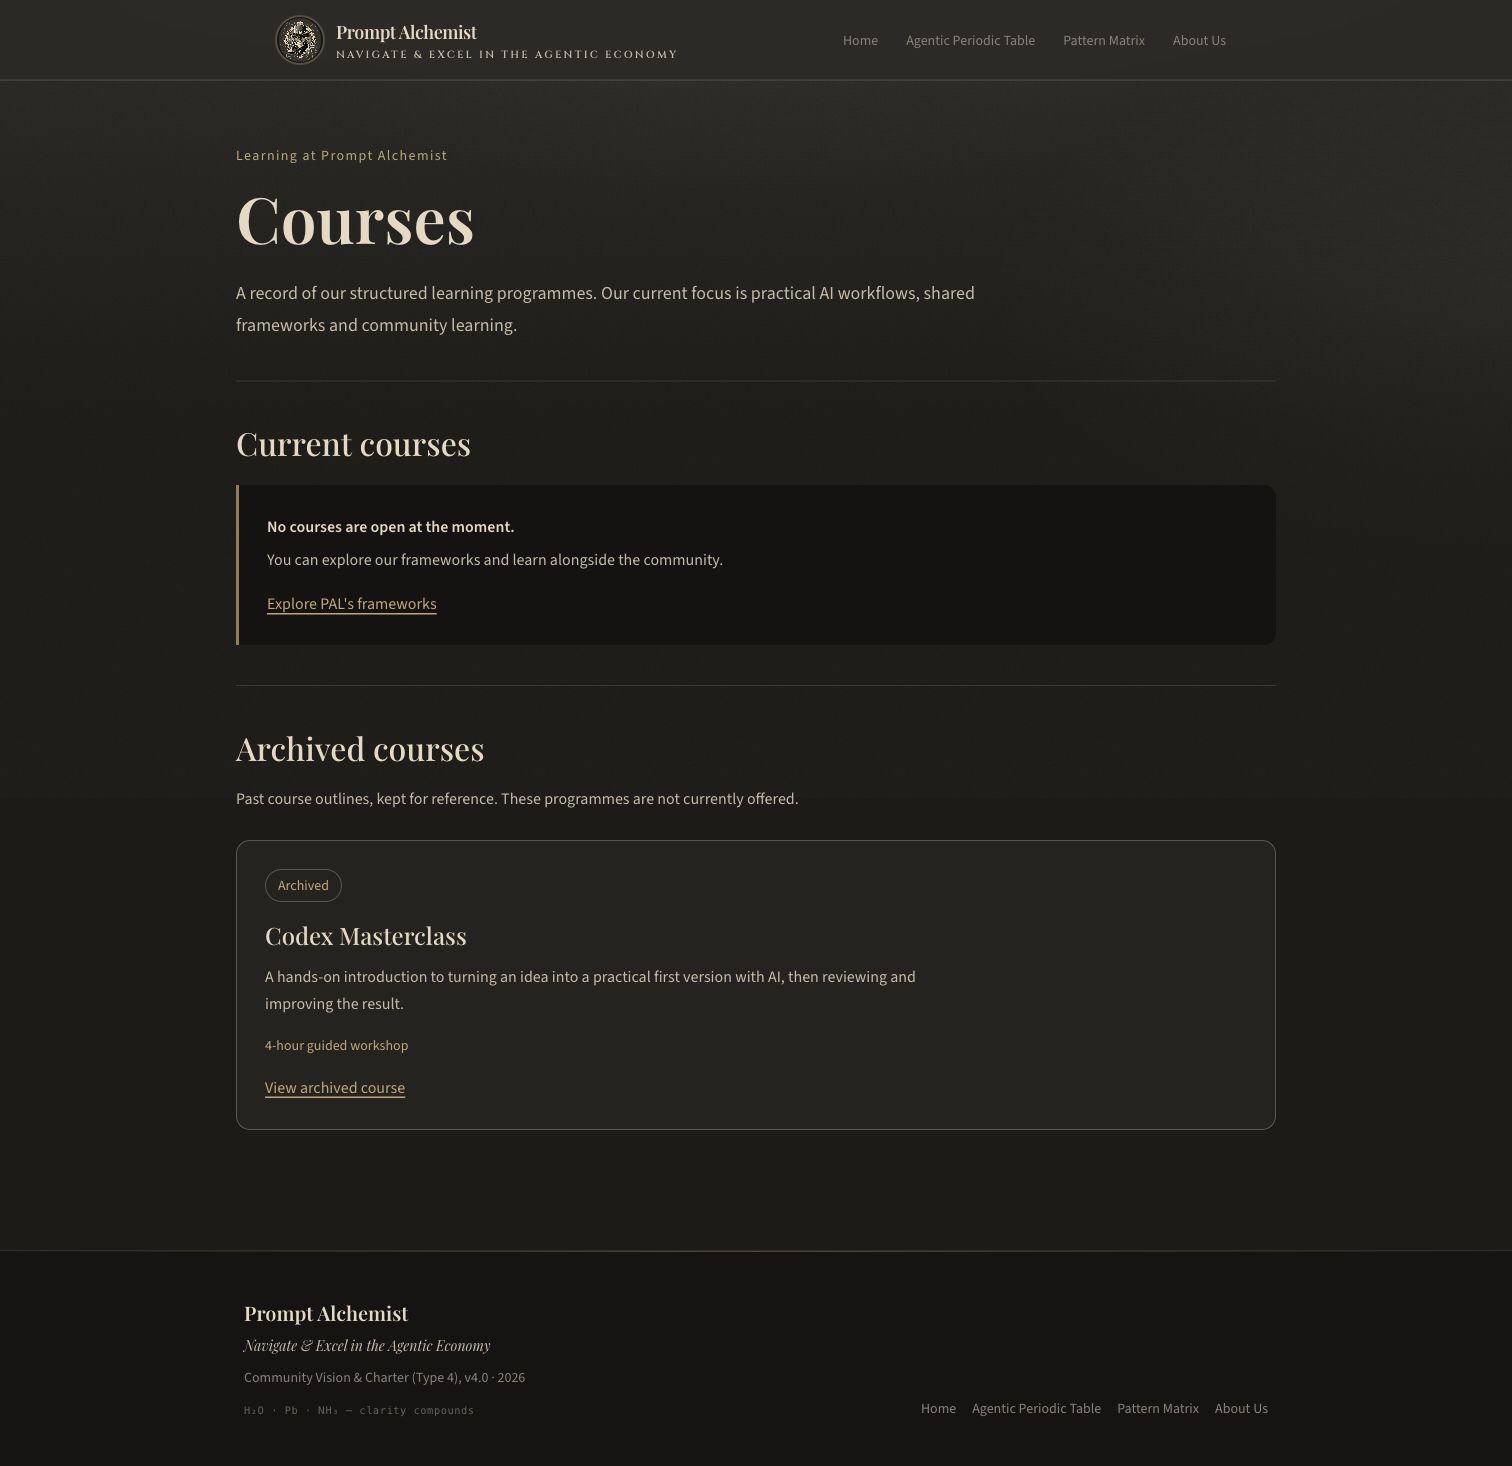 Prompt Alchemist
NAVIGATE & EXCEL IN THE AGENTIC ECONOMY
Home Agentic Periodic Table Pattern Matrix About Us
Learning at Prompt Alchemist
Courses
A record of our structured learning programmes. Our current focus is practical AI workflows, shared
frameworks and community learning.
Current courses
No courses are open at the moment.
You can explore our frameworks and learn alongside the community.
Explore PAL's frameworks
Archived courses
Past course outlines, kept for reference. These programmes are not currently offered.
Archived
Codex Masterclass
A hands-on introduction to turning an idea into a practical first version with AI, then reviewing and
improving the result.
4-hour guided workshop
View archived course
Prompt Alchemist
Navigate & Excel in the Agentic Economy
Community Vision & Charter (Type 4), v4.0 · 2026
H₂O · Pb · NH₃ — clarity compounds
Home Agentic Periodic Table Pattern Matrix About Us